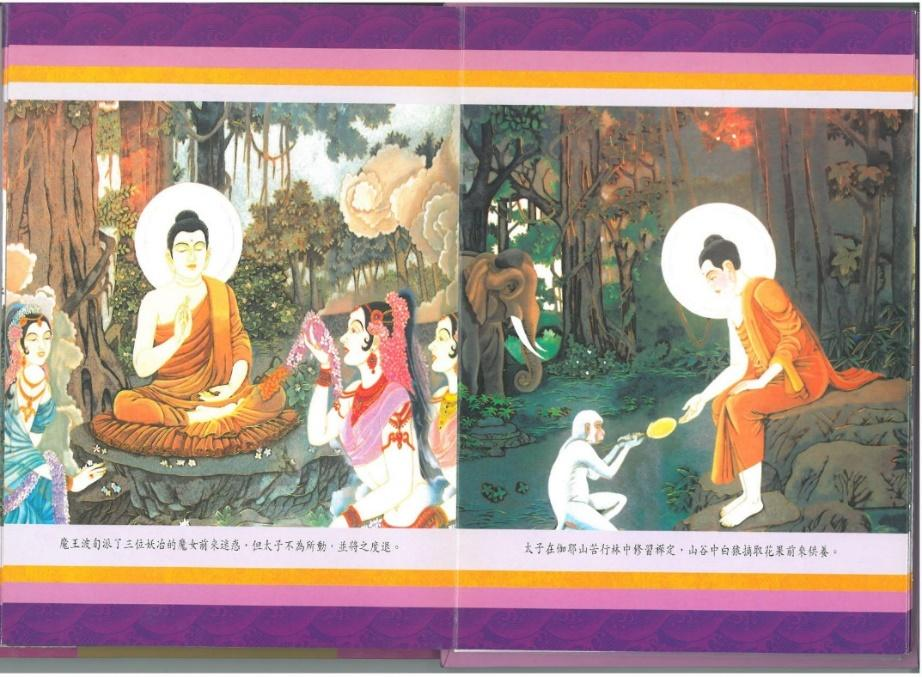 魔王波旬派了三位妖冶的魔女前來迷惑，但太子不為所動，並將之度退。
太子在伽耶山苦行林中修習禪定，山谷中白猿摘取花果前來供養。